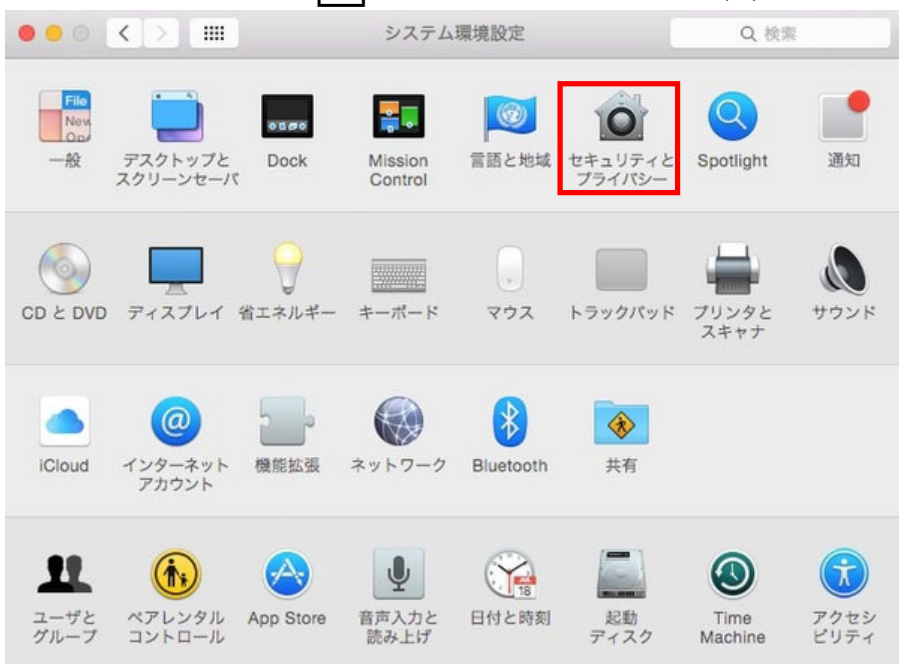 システム環境設定
検索
File
New
一般
デスクトップと
スクリーンセーバ
Dock
Mission
Control
言語と地域
セキュリティと
プライバシー
Spotlight
通知
CD と DVD
ディスプレイ
省エネルギー
キーボード
マウス
トラックパッド
プリンタと
スキャナ
サウンド
iCloud
インターネット
アカウント
機能拡張
ネットワーク
Bluetooth
共有
ユーザと
グループ
ペアレンタル
コントロール
App Store
音声入力と
読み上げ
日付と時刻
18
起動
ディスク
Time
Machine
アクセシ
ビリティ